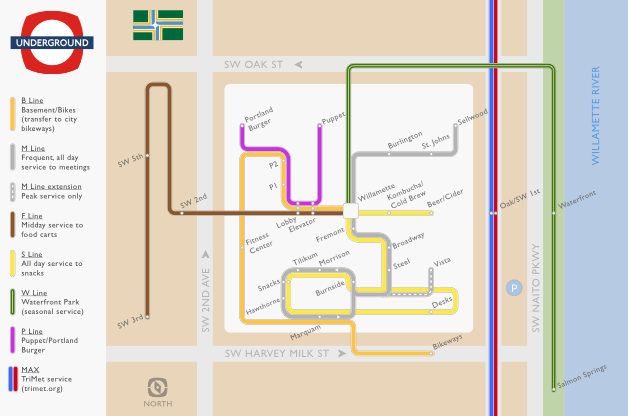 UNDERGROUND
B Line
Basement/Bikes
(transfer to city
bikeways)
M Line
Frequent, all day
service to meetings
M Line extension
Peak service only
F Line
Midday service to
food carts
S Line
All day service to
snacks
W Line
Waterfront Park
(seasonal service)
P Line
Puppet/Portland
Burger
MAX
TriMet service
(trimet.org)
SW OAK ST
SW 2ND AVE
SW HARVEY MILK ST
SW NAITO PKWY
WILLAMETTE RIVER
NORTH
P
SW 5th
SW 2nd
SW 3rd
Portland
Burger
Puppet
P2
P1
Lobby
Elevator
Fitness
Center
Burlington
St. Johns
Sellwood
Willamette
Kombucha/
Cold Brew
Beer/Cider
Fremont
Broadway
Steel
Vista
Tilikum
Morrison
Snacks
Hawthorne
Burnside
Marquam
Desks
Bikeways
Oak/SW 1st
Waterfront
Salmon Springs